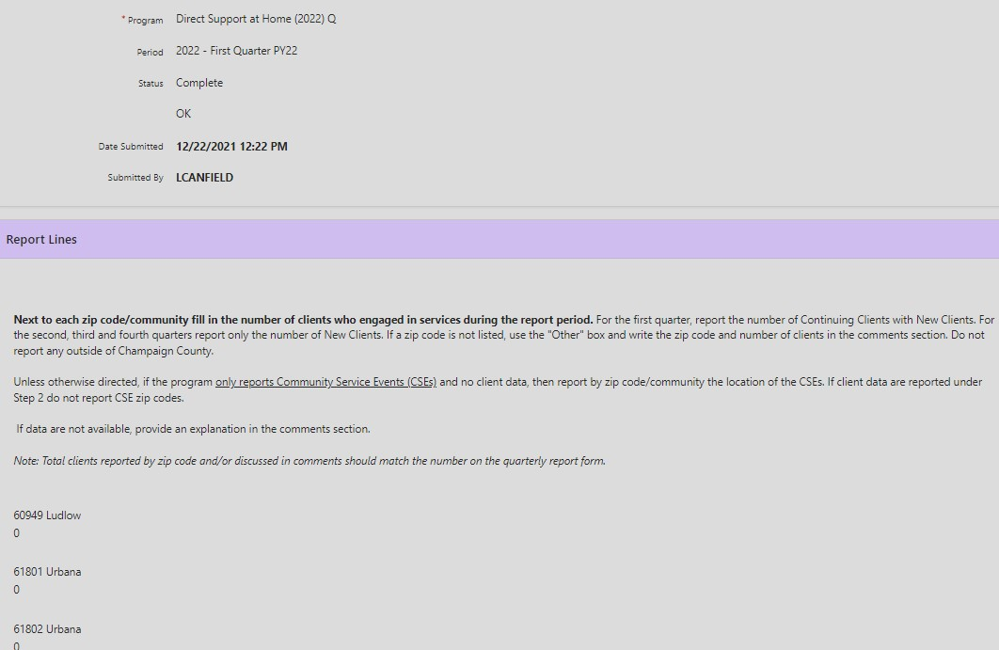 * Program Direct Support at Home (2022) Q
Period 2022 - First Quarter PY22
Status Complete
OK
Date Submitted 12/22/2021 12:22 PM
Submitted By LCANFIELD
Report Lines
Next to each zip code/community fill in the number of clients who engaged in services during the report period. For the first quarter, report the number of Continuing Clients with New Clients. For
the second, third and fourth quarters report only the number of New Clients. If a zip code is not listed, use the "Other" box and write the zip code and number of clients in the comments section. Do not
report any outside of Champaign County.
Unless otherwise directed, if the program only reports Community Service Events (CSEs) and no client data, then report by zip code/community the location of the CSEs. If client data are reported under
Step 2 do not report CSE zip codes.
If data are not available, provide an explanation in the comments section.
Note: Total clients reported by zip code and/or discussed in comments should match the number on the quarterly report form.
60949 Ludlow
0
61801 Urbana
0
61802 Urbana
0